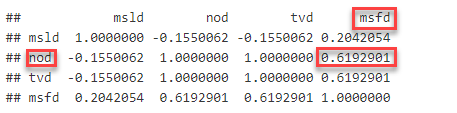 ## msld nod tvd msfd
## msld 1.0000000 -0.1550062 -0.1550062 0.2042054
## nod -0.1550062 1.0000000 1.0000000 0.6192901
## tvd -0.1550062 1.0000000 1.0000000 0.6192901
## msfd 0.2042054 0.6192901 0.6192901 1.0000000